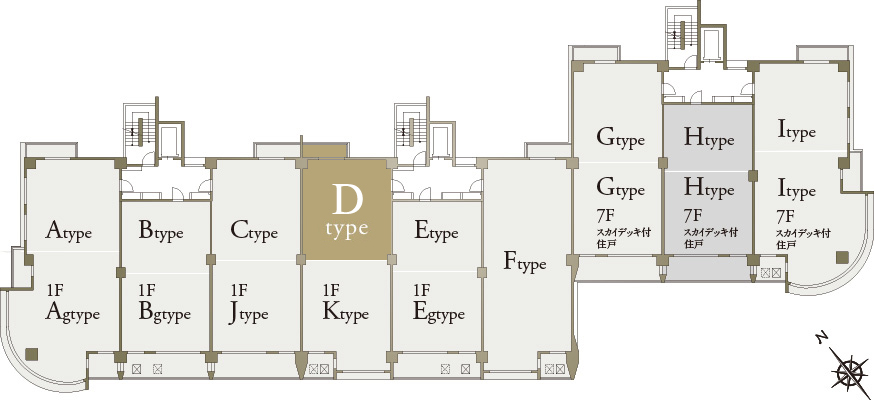 Atype
1F
Agtype
Btype
1F
Bgtype
Ctype
1F
Jtype
D
type
1F
Ktype
Etype
1F
Egtype
Ftype
Gtype
Gtype
7F
スカイデッキ付
住戸
Htype
Htype
7F
スカイデッキ付
住戸
Itype
Itype
7F
スカイデッキ付
住戸
N